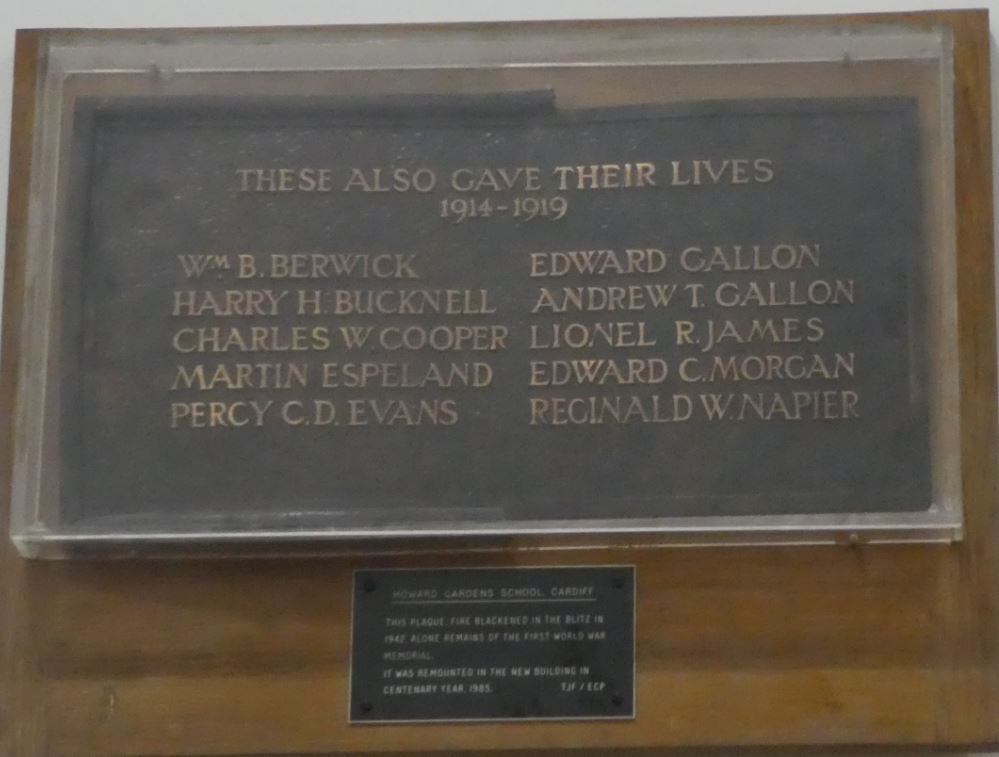 THESE ALSO GAVE THEIR LIVES
1914-1919
WM. B. BERWICK
HARRY H. BUCKNELL
CHARLES W. COOPER
MARTIN ESPELAND
PERCY C.D. EVANS
EDWARD GALLON
ANDREW T. GALLON
LIONEL R. JAMES
EDWARD C. MORGAN
REGINALD W. NAPIER
HOWARD GARDENS SCHOOL, CARDIFF
THIS PLAQUE, FIRE BLACKENED IN THE BLITZ IN
1942 ALONE REMAINS OF THE FIRST WORLD WAR
MEMORIAL.
IT WAS REMOUNTED IN THE NEW BUILDING IN
CENTENARY YEAR, 1985. TJF / ECP